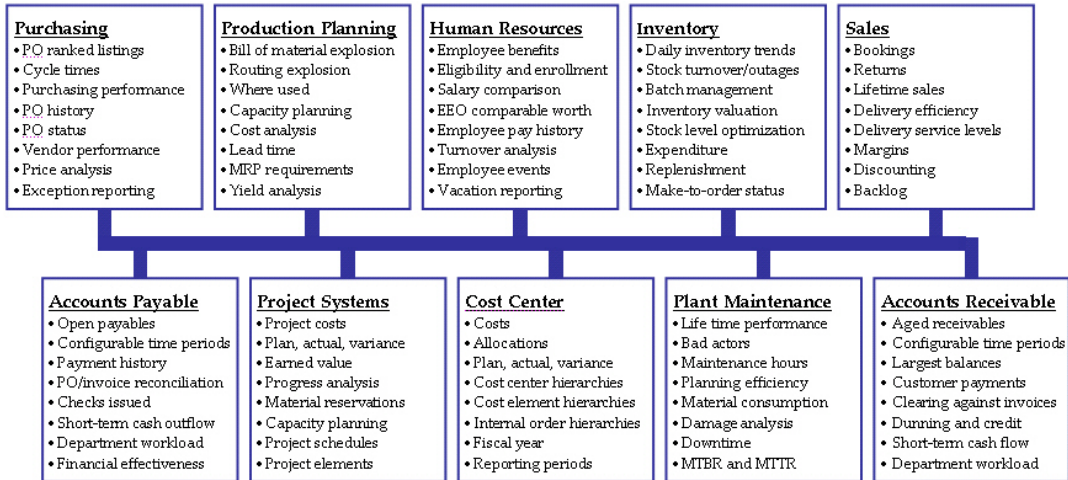 Purchasing
• PO ranked listings
• Cycle times
• Purchasing performance
• PO history
• PO status
• Vendor performance
• Price analysis
• Exception reporting
Production Planning
• Bill of material explosion
• Routing explosion
• Where used
• Capacity planning
• Cost analysis
• Lead time
• MRP requirements
• Yield analysis
Human Resources
• Employee benefits
• Eligibility and enrollment
• Salary comparison
• EEO comparable worth
• Employee pay history
• Turnover analysis
• Employee events
• Vacation reporting
Inventory
• Daily inventory trends
• Stock turnover/outages
• Batch management
• Inventory valuation
• Stock level optimization
• Expenditure
• Replenishment
• Make-to-order status
Sales
• Bookings
• Returns
• Lifetime sales
• Delivery efficiency
• Delivery service levels
• Margins
• Discounting
• Backlog
Accounts Payable
• Open payables
• Configurable time periods
• Payment history
• PO/invoice reconciliation
• Checks issued
• Short-term cash outflow
• Department workload
• Financial effectiveness
Project Systems
• Project costs
• Plan, actual, variance
• Earned value
• Progress analysis
• Material reservations
• Capacity planning
• Project schedules
• Project elements
Cost Center
• Costs
• Allocations
• Plan, actual, variance
• Cost center hierarchies
• Cost element hierarchies
• Internal order hierarchies
• Fiscal year
• Reporting periods
Plant Maintenance
• Life time performance
• Bad actors
• Maintenance hours
• Planning efficiency
• Material consumption
• Damage analysis
• Downtime
• MTBR and MTTR
Accounts Receivable
• Aged receivables
• Configurable time periods
• Largest balances
• Customer payments
• Clearing against invoices
• Dunning and credit
• Short-term cash flow
• Department workload